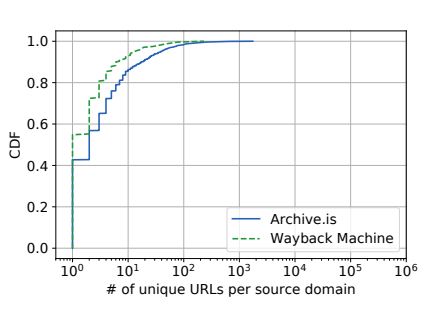 1.0
0.8
0.6
0.4
0.2
0.0
CDF
Archive.is
Wayback Machine
10⁰ 10¹ 10² 10³ 10⁴ 10⁵ 10⁶
# of unique URLs per source domain